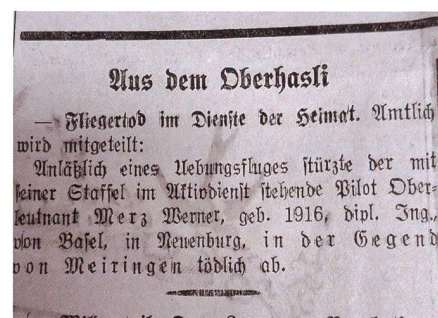 Aus dem Oberhasli
— Fliegertod im Dienste der Heimat. Amtlich
wird mitgeteilt:
Anläßlich eines Uebungsfluges stürzte der mit
seiner Staffel im Aktivdienst stehende Pilot Ober-
leutnant Merz Werner, geb. 1916, dipl. Ing.,
von Basel, in Neuenburg, in der Gegend
von Meiringen tödlich ab.